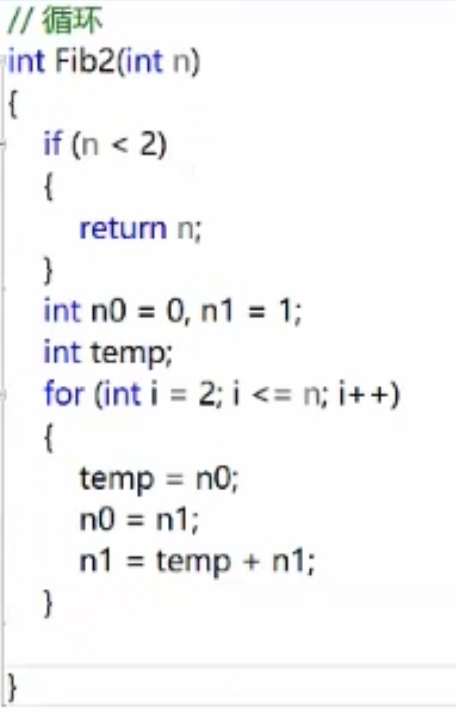 // 循环
int Fib2(int n)
{
if (n < 2)
{
return n;
}
int n0 = 0, n1 = 1;
int temp;
for (int i = 2; i <= n; i++)
{
temp = n0;
n0 = n1;
n1 = temp + n1;
}
}